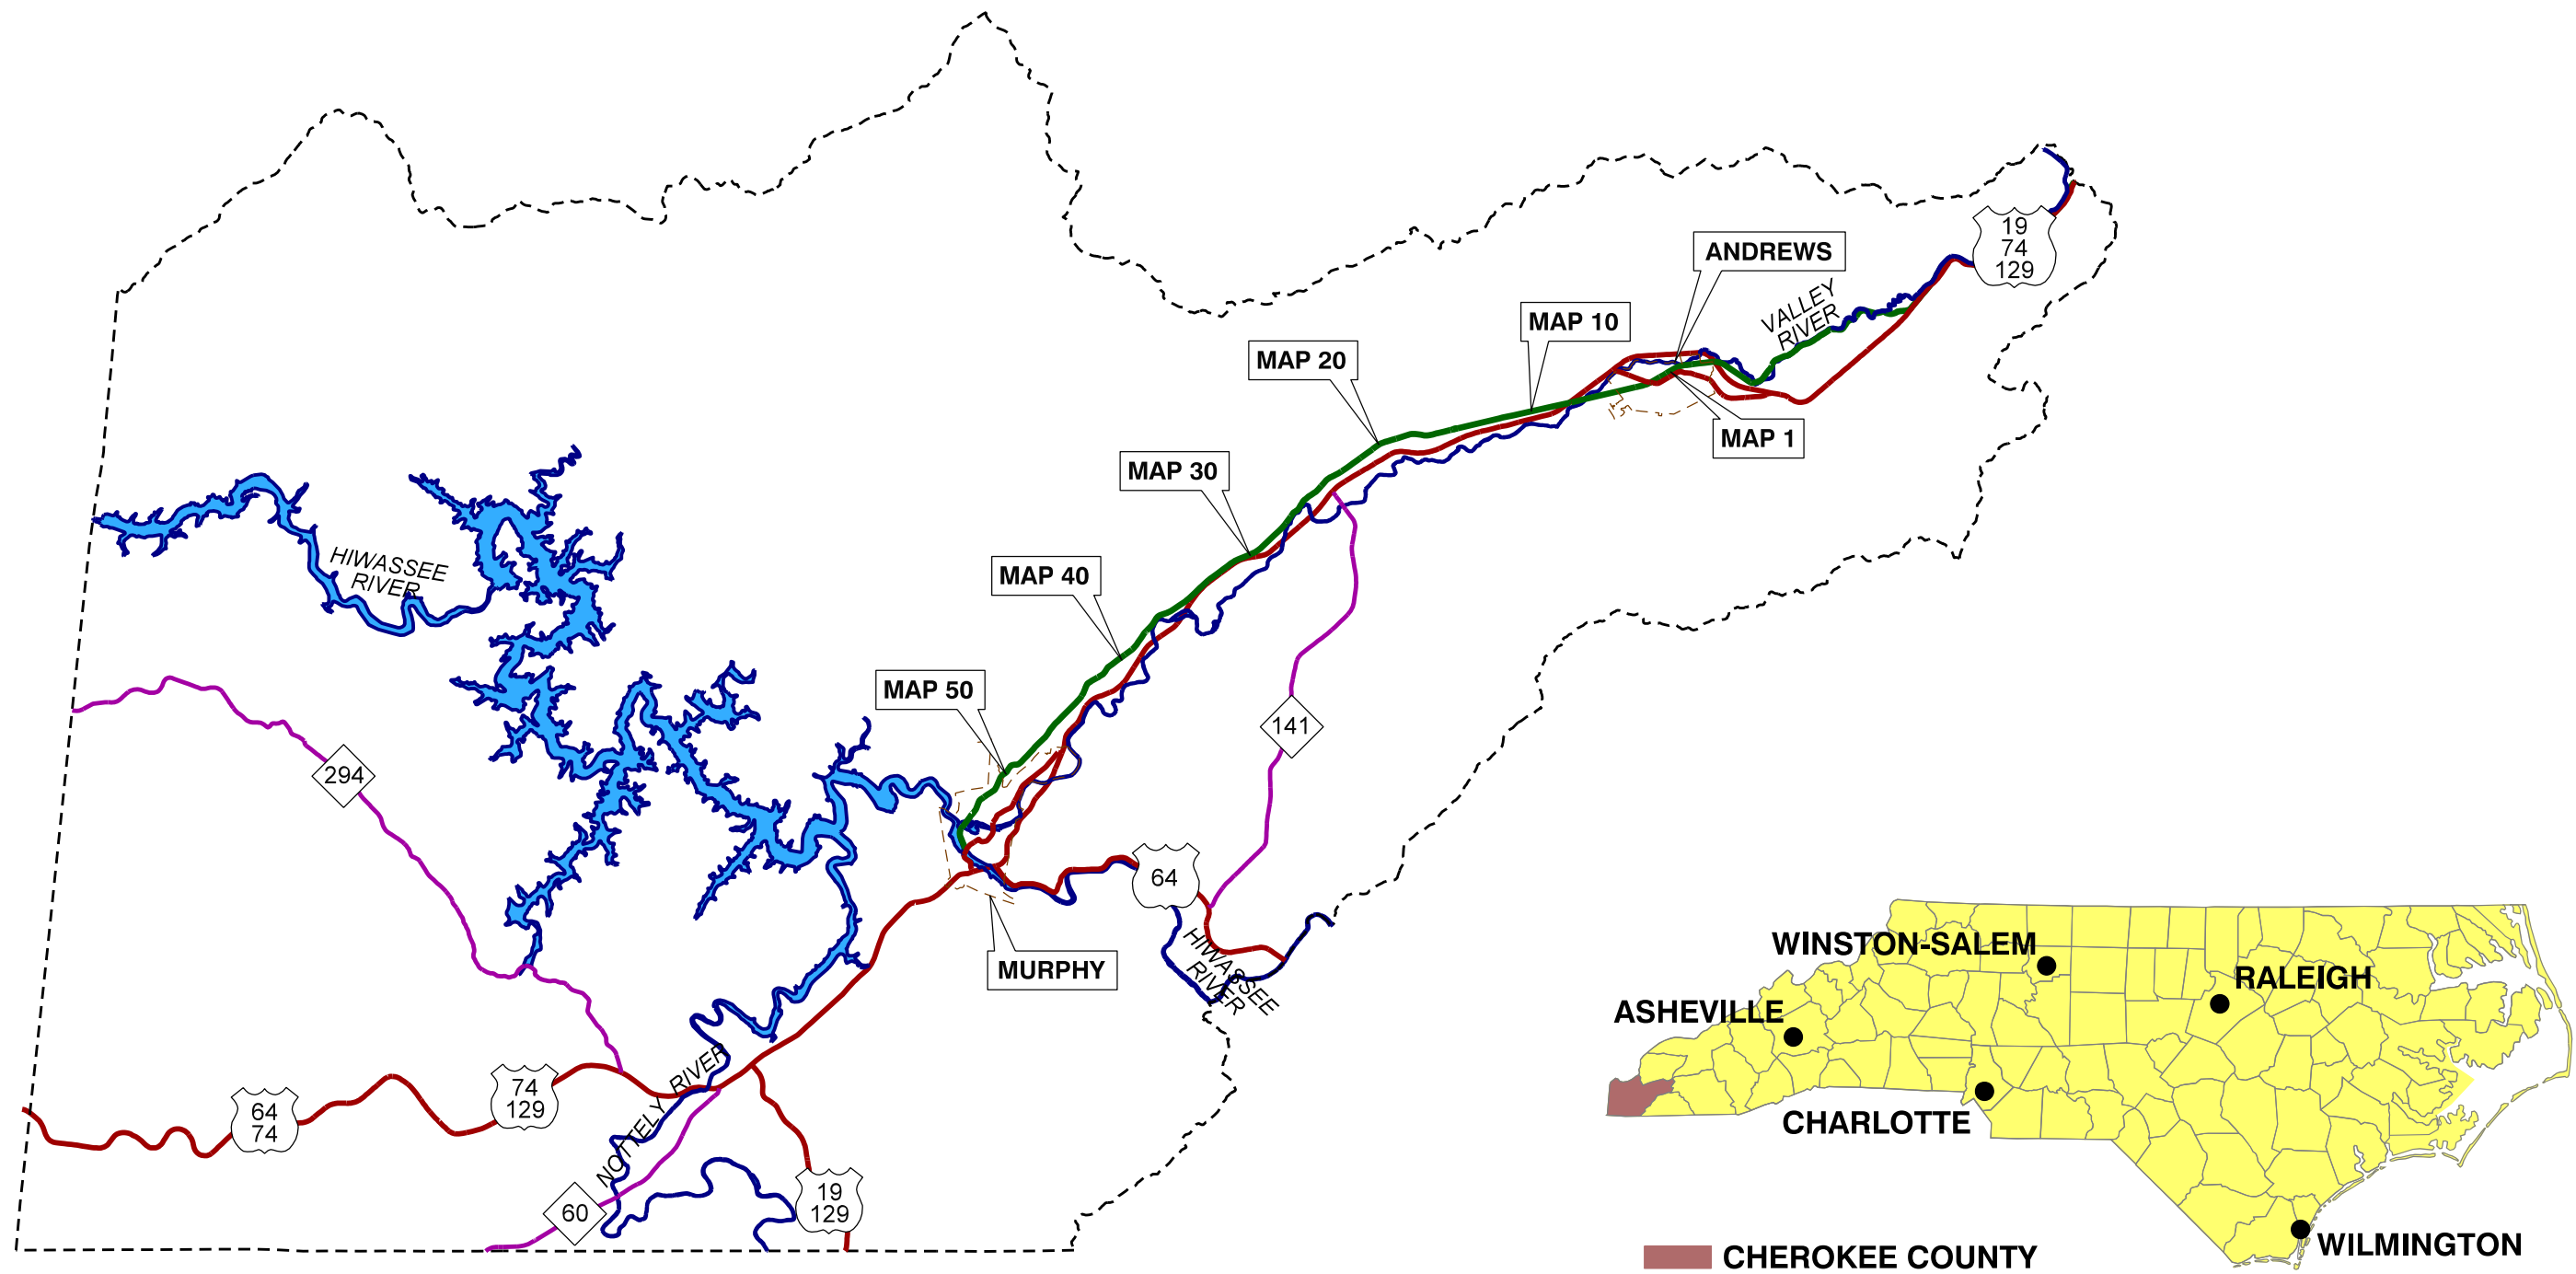 19
74
129
ANDREWS
VALLEY
RIVER
MAP 10
MAP 20
MAP 1
MAP 30
HIWASSEE
RIVER
MAP 40
MAP 50
141
294
64
MURPHY
HIWASSEE
RIVER
NOTTELY RIVER
74
129
64
74
19
129
60
WINSTON-SALEM
RALEIGH
ASHEVILLE
CHARLOTTE
WILMINGTON
CHEROKEE COUNTY